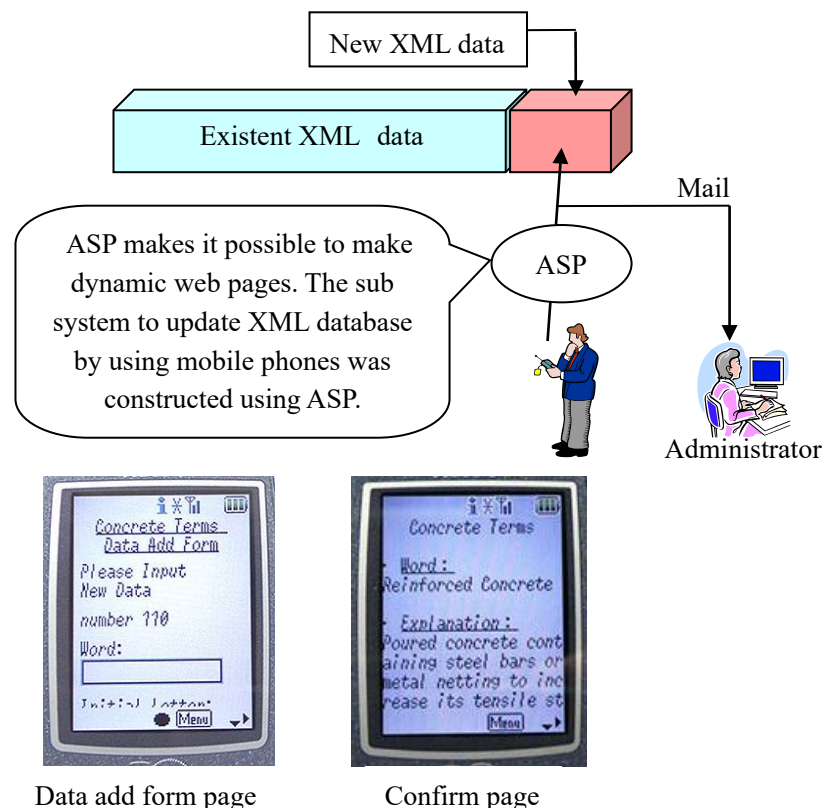 New XML data
Existent XML data
Mail
ASP makes it possible to make
dynamic web pages. The sub
system to update XML database
by using mobile phones was
constructed using ASP.
ASP
Administrator
Concrete Terms
Data Add Form
Please Input
New Data
number 110
Word:
Initial Letter:
Menu
Concrete Terms
· Word:
Reinforced Concrete
· Explanation:
Poured concrete cont
aining steel bars or
metal netting to inc
rease its tensile st
Menu
Data add form page
Confirm page